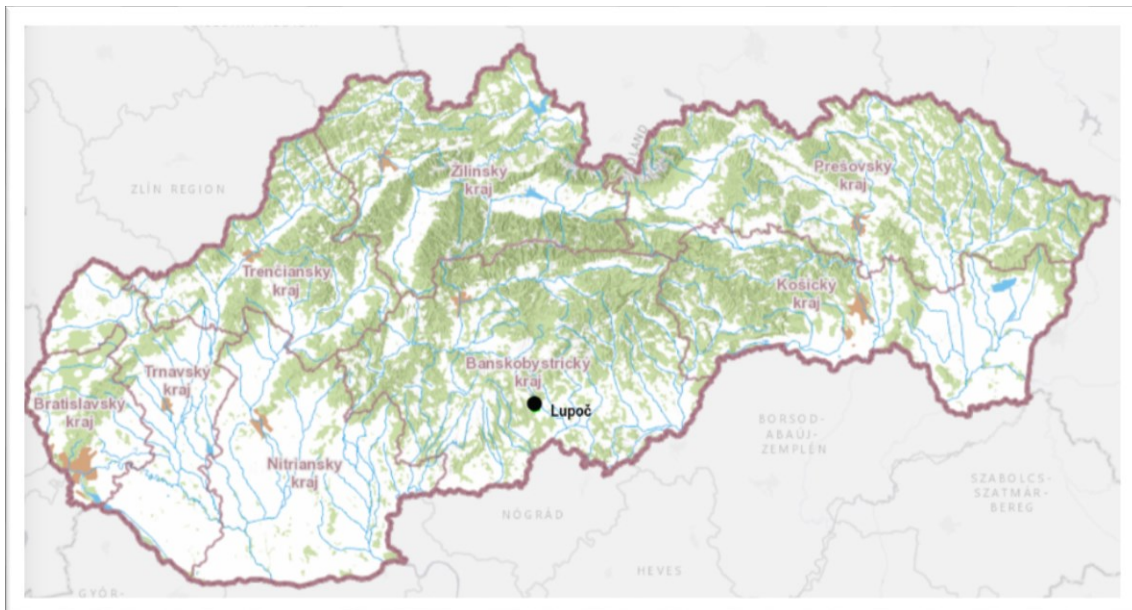 ZLÍN REGION
Žilinský
kraj
Prešovský
kraj
Trenčiansky
kraj
Košický
kraj
Banskobystrický
kraj
Trnavský
kraj
Bratislavský
kraj
Lupoč
Nitriansky
kraj
BORSOD-
ABAÚJ-
ZEMPLÉN
SZABOLCS-
SZATMÁR-
BEREG
NÓGRÁD
HEVES
GYŐR-